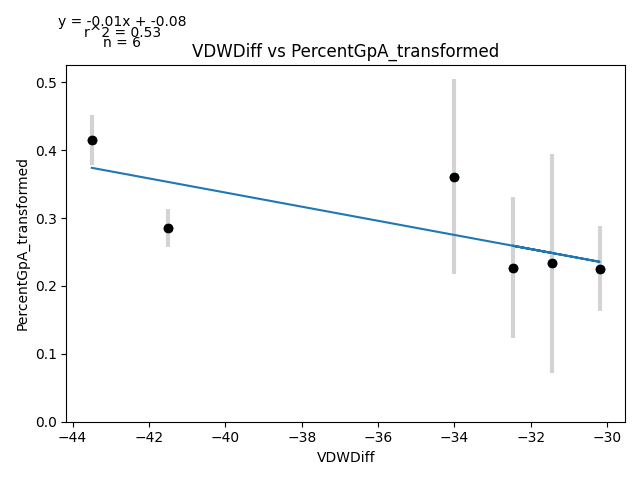 y = -0.01x + -0.08
r^2 = 0.53
n = 6
VDWDiff vs PercentGpA_transformed
0.5
0.4
0.3
0.2
0.1
0.0
PercentGpA_transformed
−44
−42
−40
−38
−36
−34
−32
−30
VDWDiff